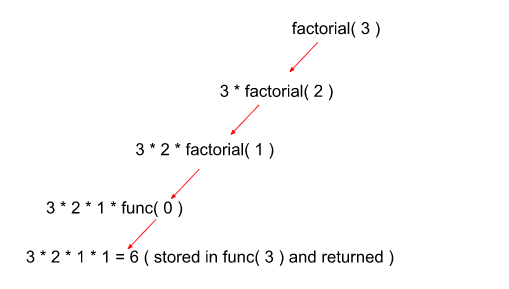 factorial( 3 )
3 * factorial( 2 )
3 * 2 * factorial( 1 )
3 * 2 * 1 * func( 0 )
3 * 2 * 1 * 1 = 6 ( stored in func( 3 ) and returned )